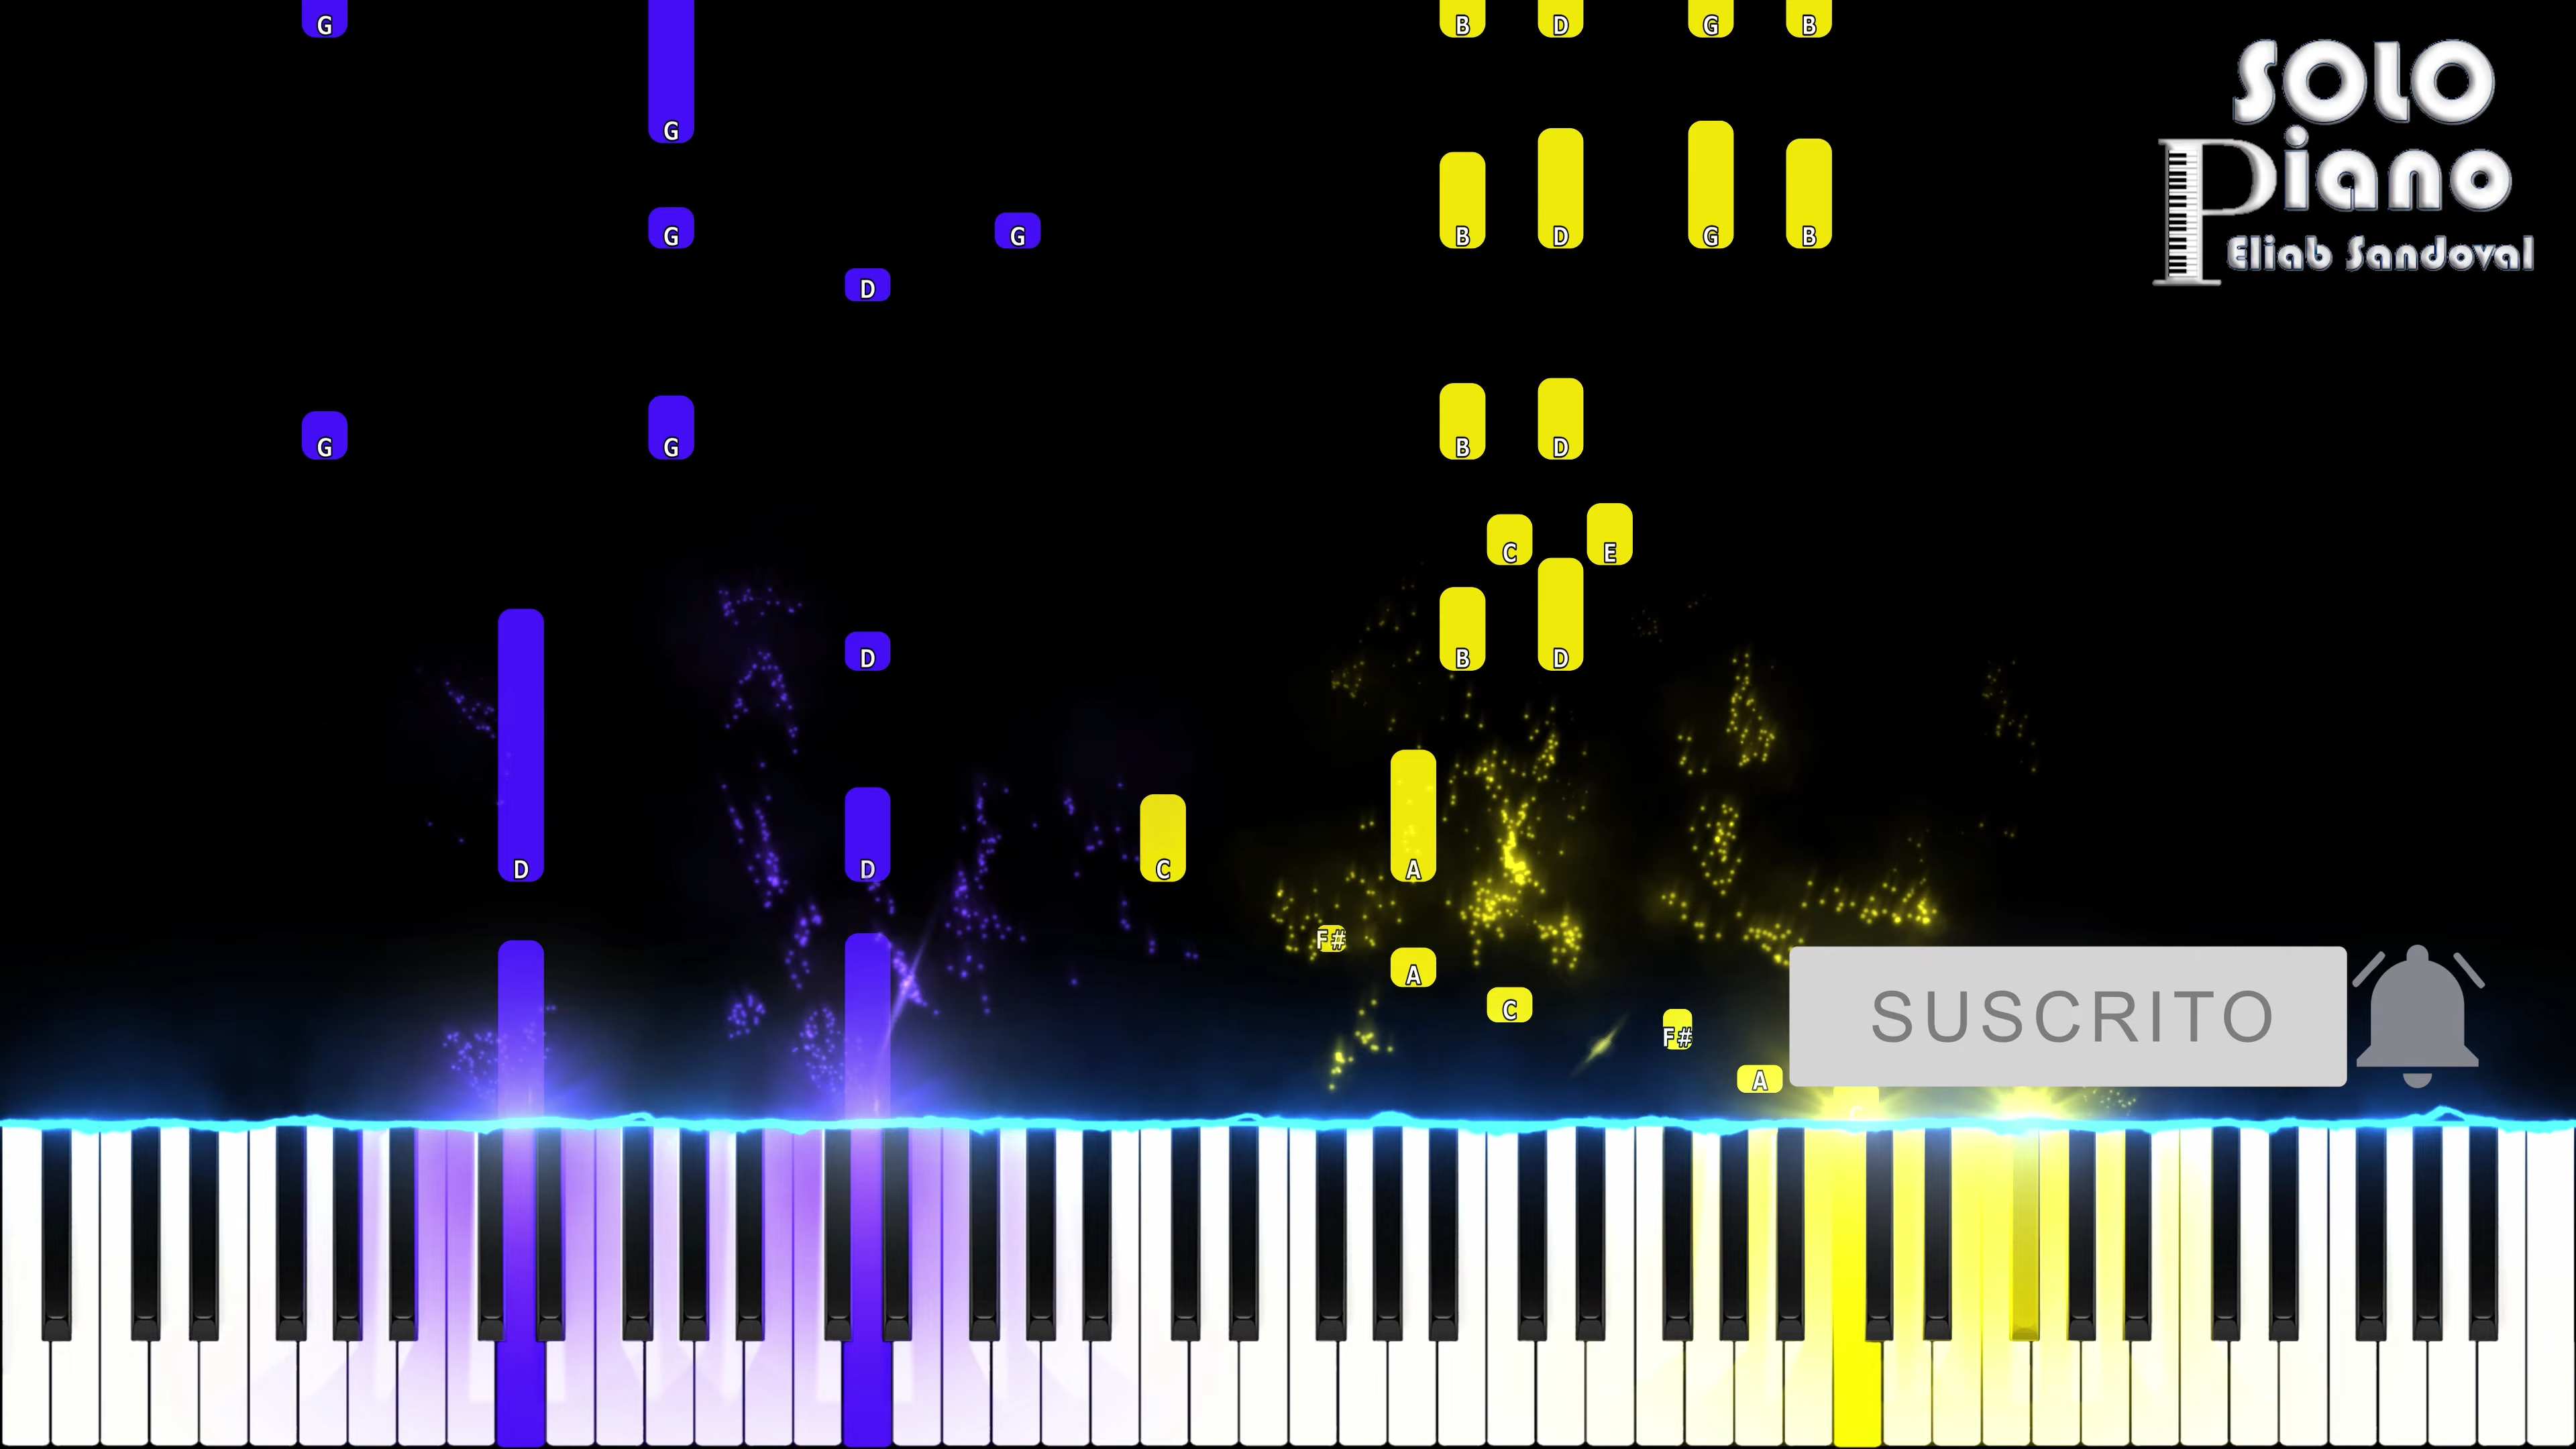 G B D G B
SOLO
G
Piano
G G B D G B
Eliab Sandoval
D
G G B D
C E
D B D
D D C A
F#
A
C
SUSCRITO
F#
A
C